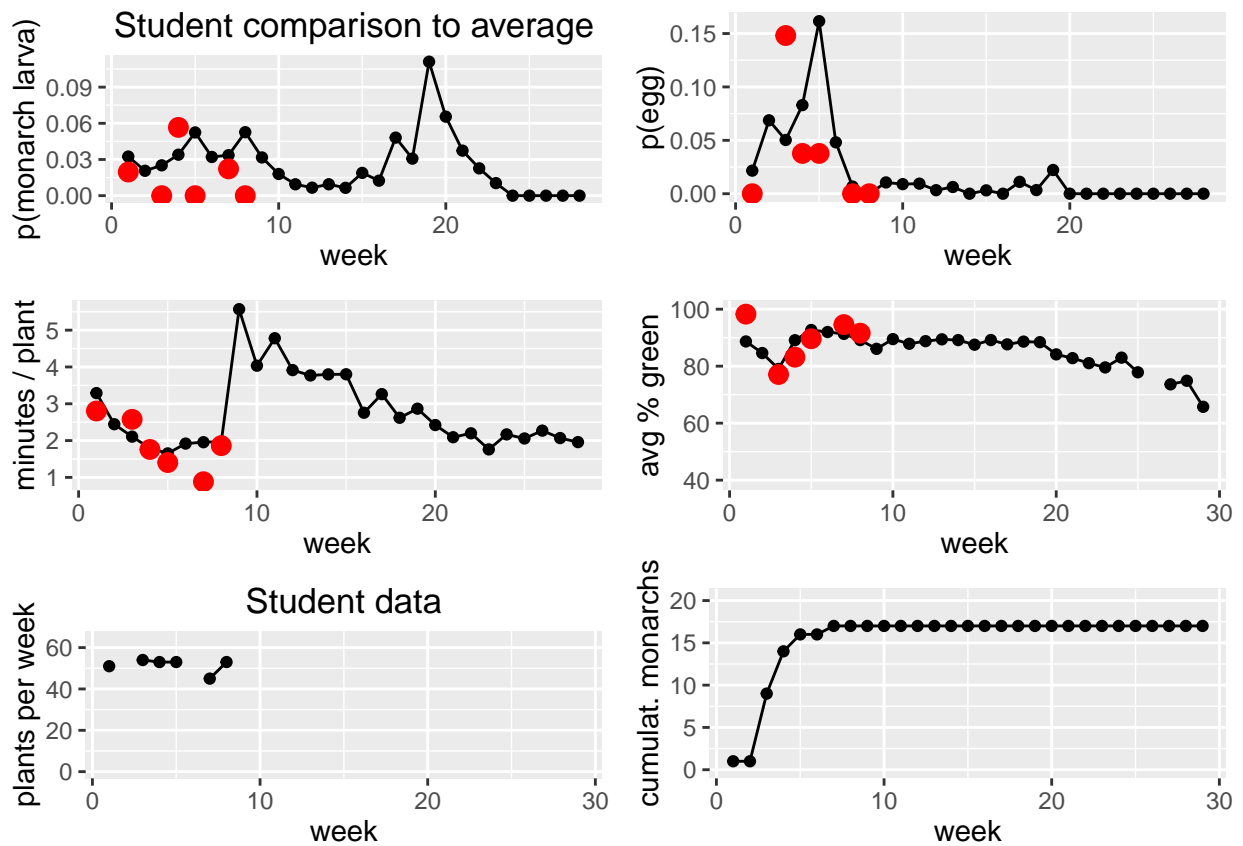 Student comparison to average
p(monarch larva)
0.09
0.06
0.03
0.00
0 10 20
week
p(egg)
0.15
0.10
0.05
0.00
0 10 20
week
minutes / plant
5
4
3
2
1
0 10 20
week
avg % green
100
80
60
40
0 10 20 30
week
Student data
plants per week
60
40
20
0
0 10 20 30
week
cumulat. monarchs
20
15
10
5
0
0 10 20 30
week